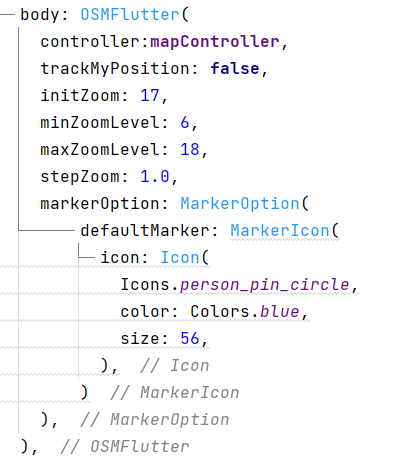 body: OSMFlutter(
controller:mapController,
trackMyPosition: false,
initZoom: 17,
minZoomLevel: 6,
maxZoomLevel: 18,
stepZoom: 1.0,
markerOption: MarkerOption(
defaultMarker: MarkerIcon(
icon: Icon(
Icons.person_pin_circle,
color: Colors.blue,
size: 56,
), // Icon
) // MarkerIcon
), // MarkerOption
), // OSMFlutter